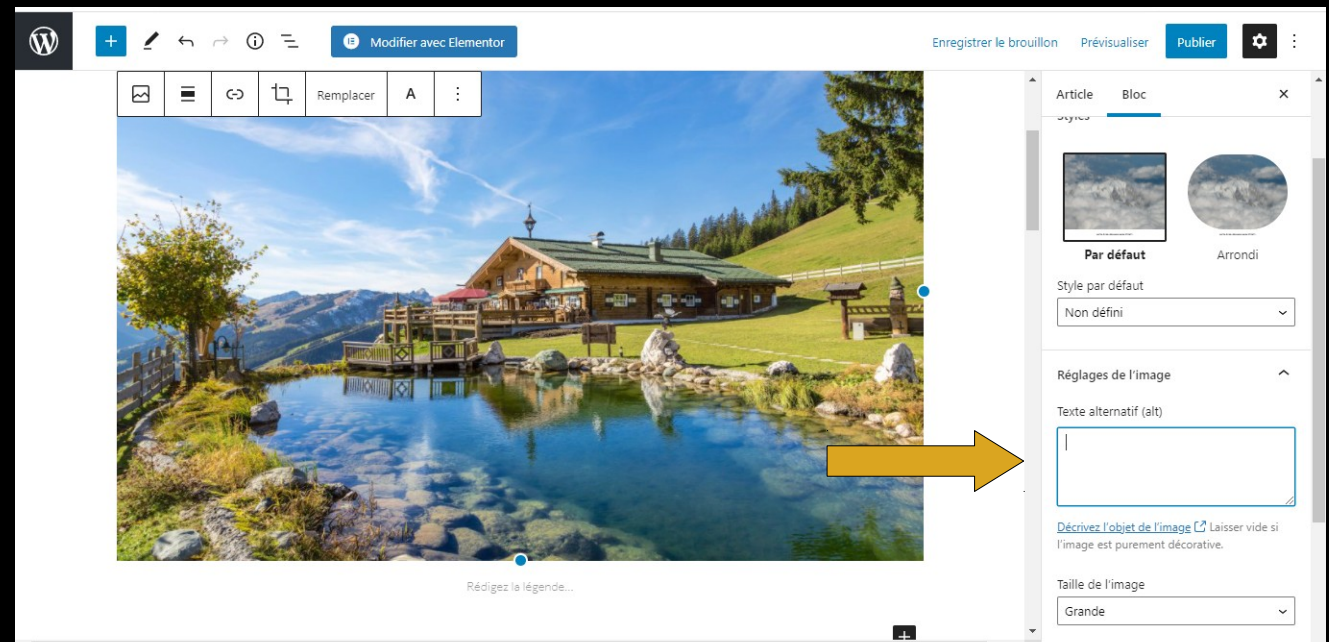 Modifier avec Elementor
Enregistrer le brouillon Prévisualiser Publier
Remplacer A
Article Bloc
Styles
Par défaut Arrondi
Style par défaut
Non défini
Réglages de l'image
Texte alternatif (alt)
Décrivez l'objet de l'image Laisser vide si
l'image est purement décorative.
Taille de l'image
Grande
Rédigez la légende...